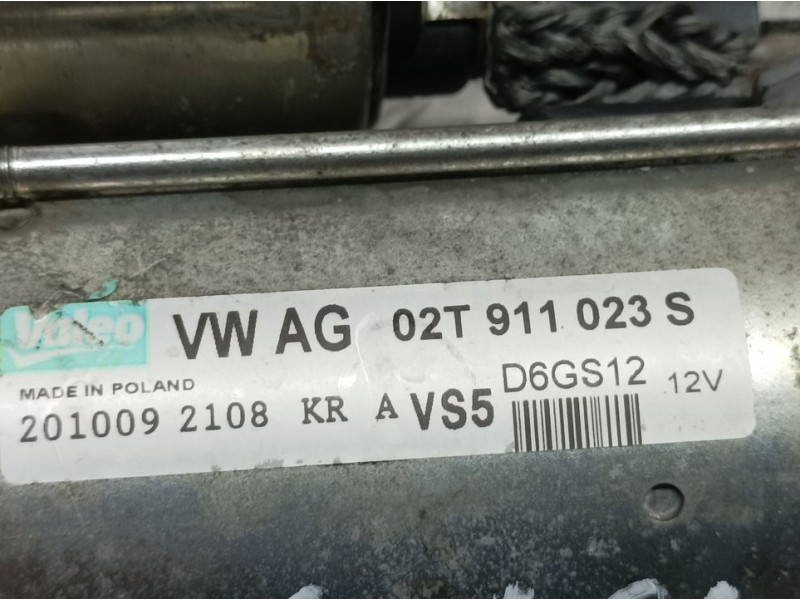 Valeo VW AG 02T 911 023 S
MADE IN POLAND D6GS12 12V
201009 2108 KR A VS5